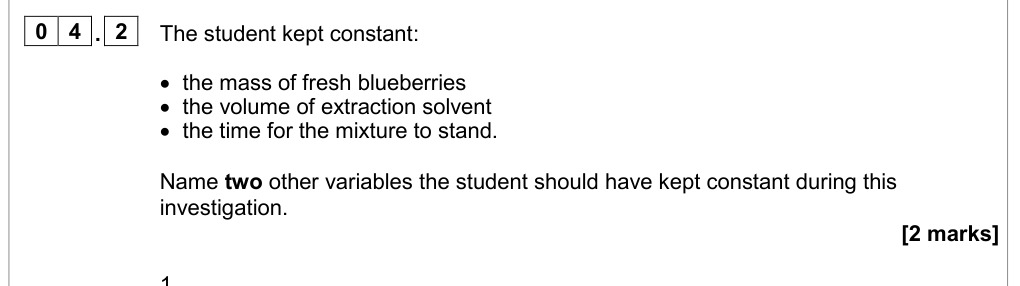 04.2 The student kept constant:
• the mass of fresh blueberries
• the volume of extraction solvent
• the time for the mixture to stand.
Name two other variables the student should have kept constant during this
investigation.
[2 marks]
1